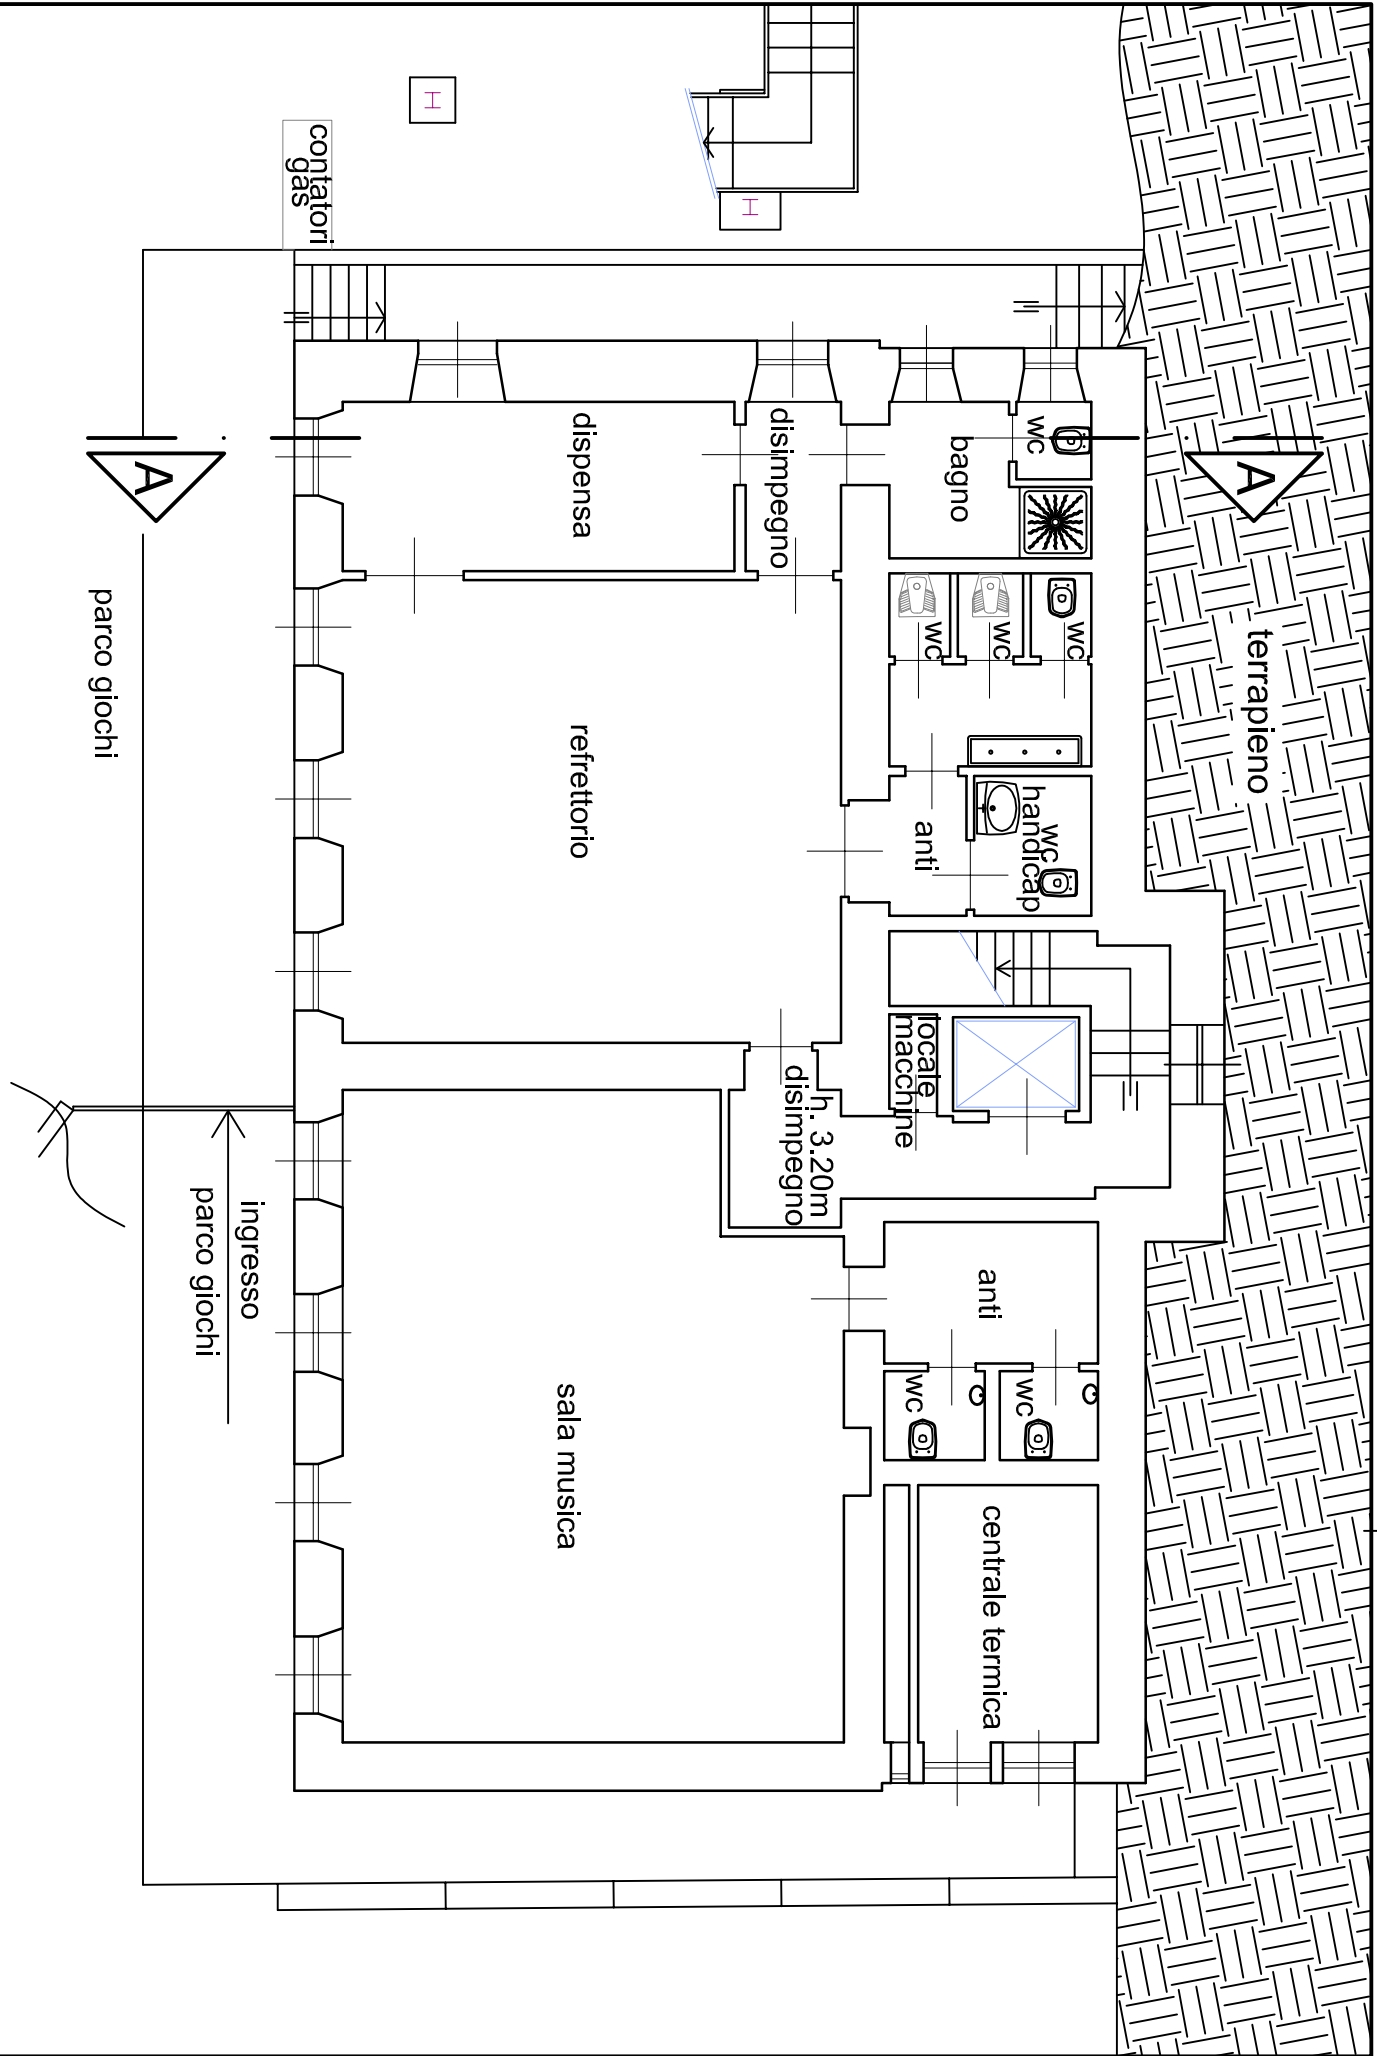 terrapieno
A
A
H
H
contatori
gas
wc
bagno
disimpegno
dispensa
wc
wc
wc
wc
handicap
anti
refrettorio
parco giochi
locale
macchine
h. 3.20m
disimpegno
anti
wc
wc
ingresso
parco giochi
sala musica
centrale termica